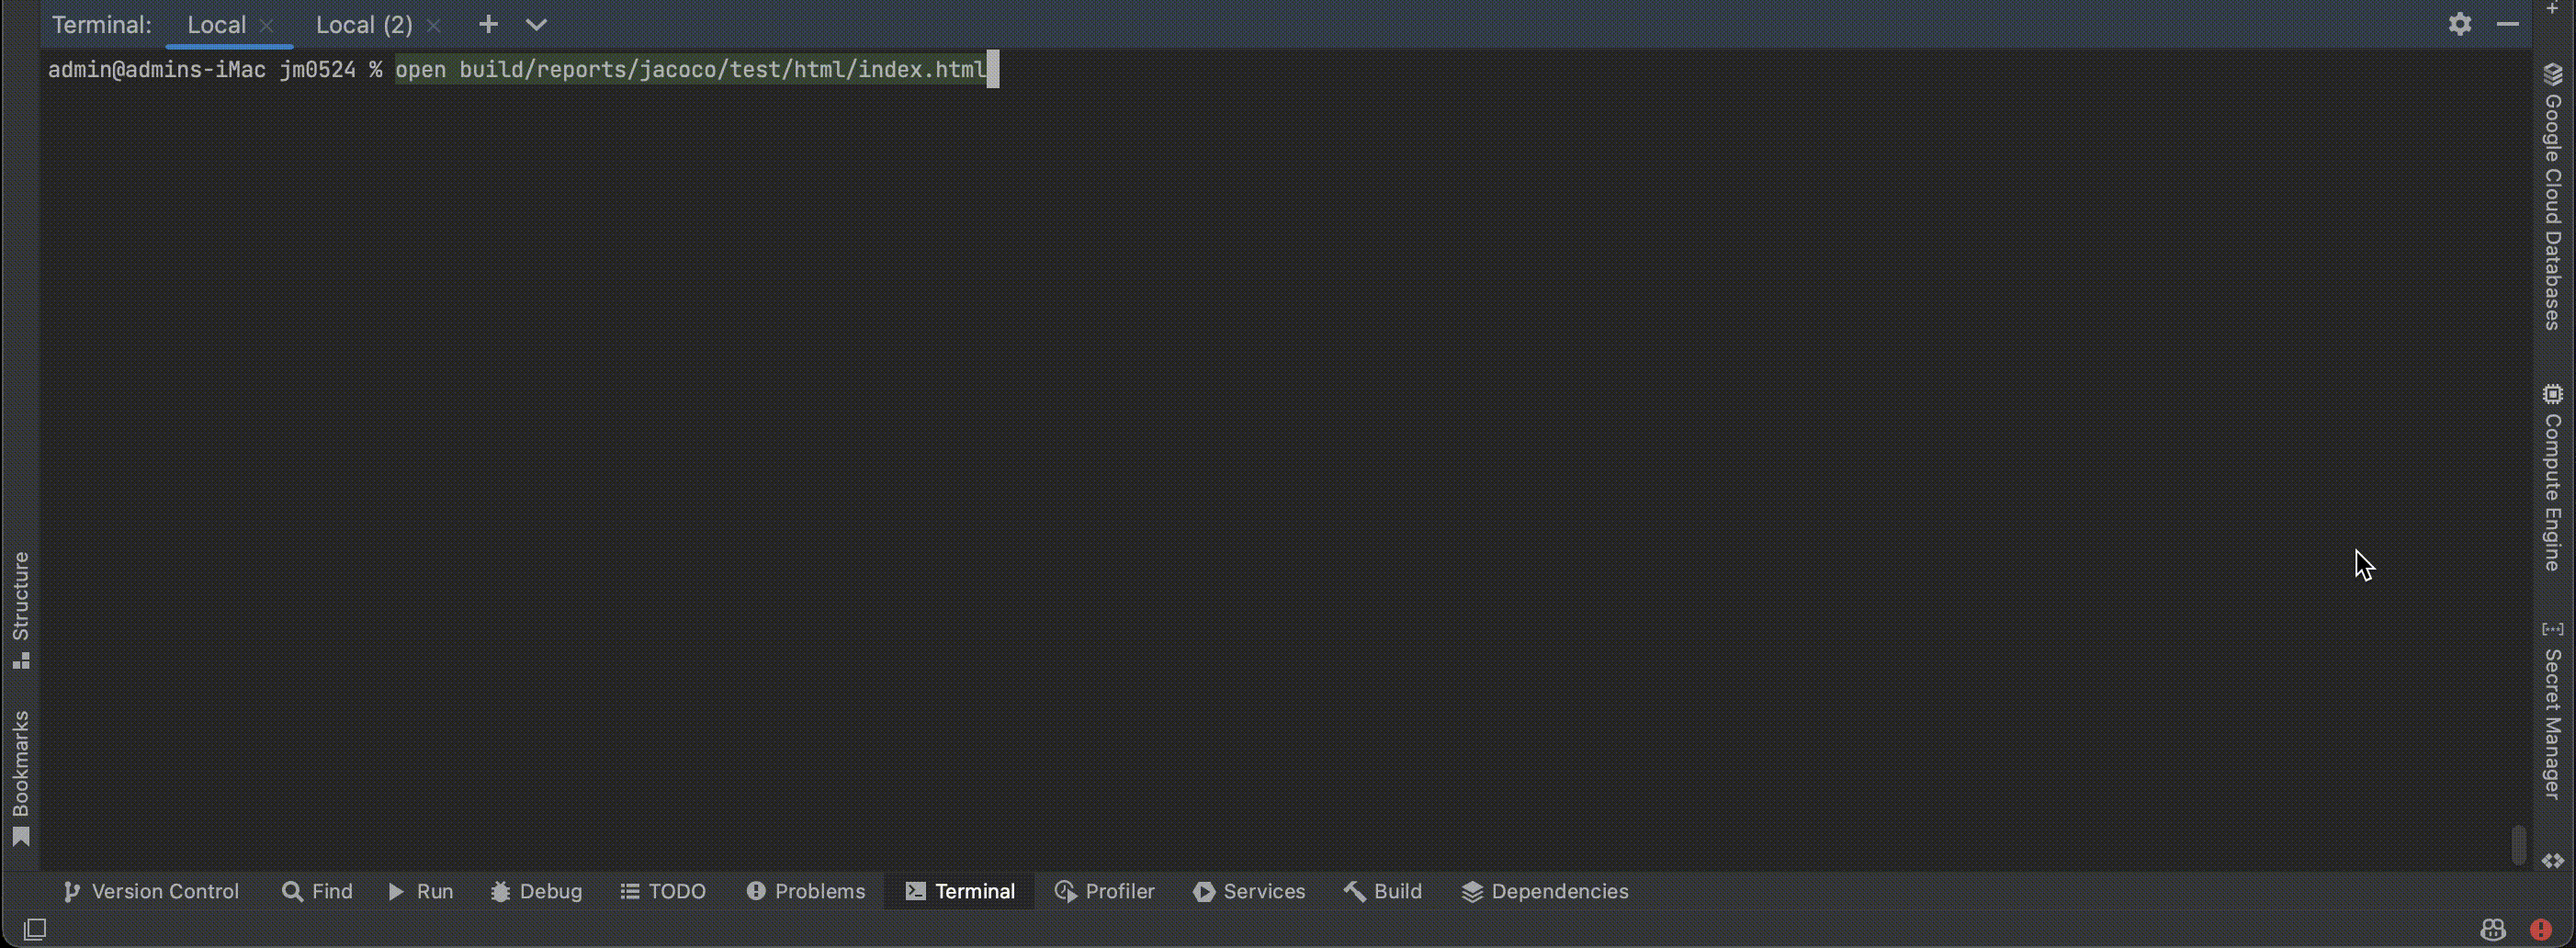 Terminal: Local Local (2)
admin@admins-iMac jm0524 % open build/reports/jacoco/test/html/index.html
Structure
Bookmarks
Google Cloud Databases
Compute Engine
Secret Manager
Version Control Find Run Debug TODO Problems Terminal Profiler Services Build Dependencies